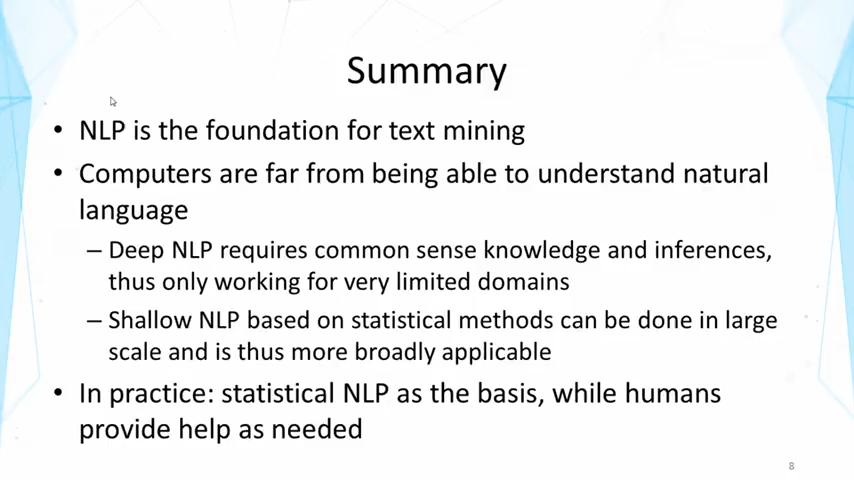 Summary
• NLP is the foundation for text mining
• Computers are far from being able to understand natural
language
– Deep NLP requires common sense knowledge and inferences,
thus only working for very limited domains
– Shallow NLP based on statistical methods can be done in large
scale and is thus more broadly applicable
• In practice: statistical NLP as the basis, while humans
provide help as needed
8